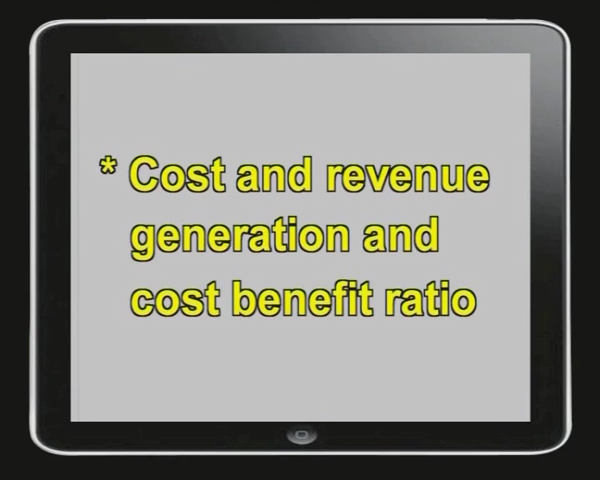 * Cost and revenue
generation and
cost benefit ratio